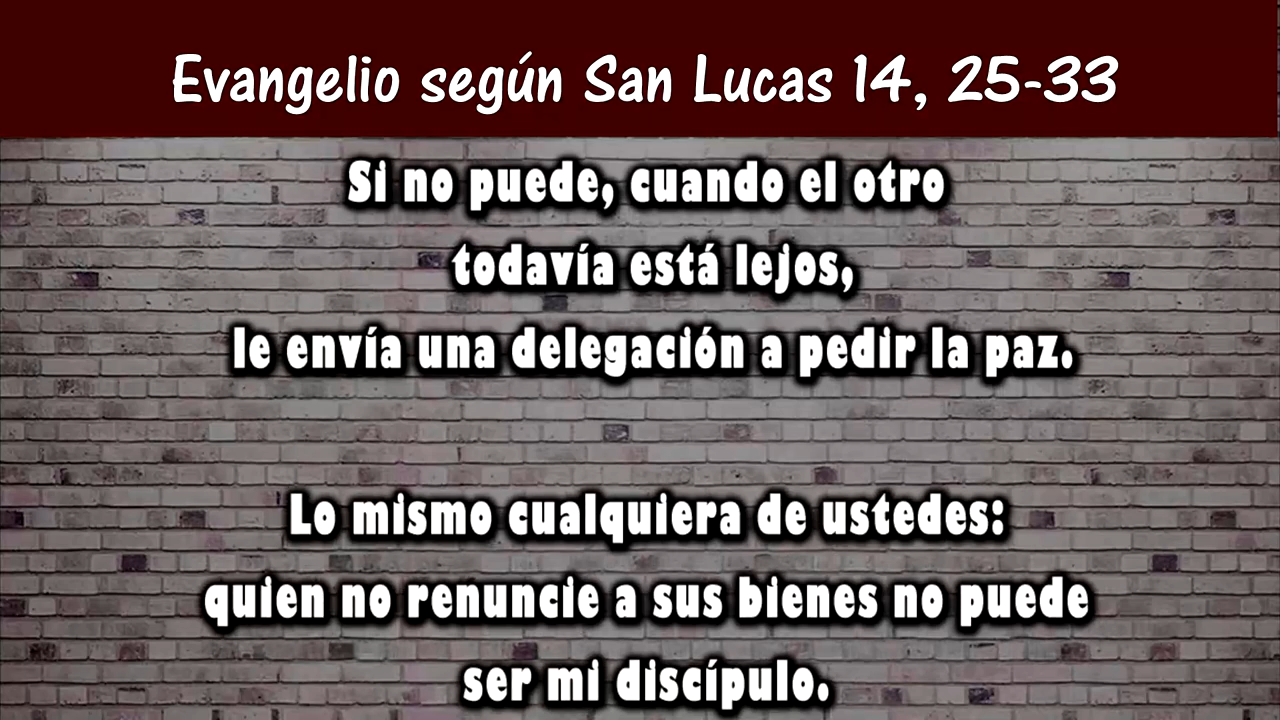 Evangelio según San Lucas 14, 25-33
Si no puede, cuando el otro
todavía está lejos,
le envía una delegación a pedir la paz.
Lo mismo cualquiera de ustedes:
quien no renuncie a sus bienes no puede
ser mi discípulo.